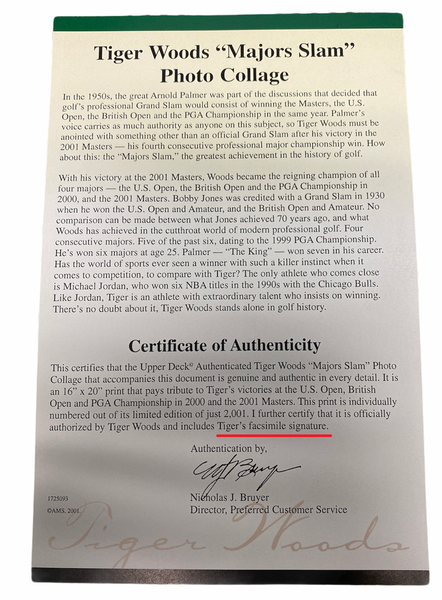 Tiger Woods “Majors Slam”
Photo Collage
In the 1950s, the great Arnold Palmer was part of the discussions that decided that
golf’s professional Grand Slam would consist of winning the Masters, the U.S.
Open, the British Open and the PGA Championship in the same year. Palmer’s
voice carries as much authority as anyone on this subject, so Tiger Woods must be
anointed with something other than an official Grand Slam after his victory in the
2001 Masters — his fourth consecutive professional major championship win. How
about this: the “Majors Slam,” the greatest achievement in the history of golf.
With his victory at the 2001 Masters, Woods became the reigning champion of all
four majors — the U.S. Open, the British Open and the PGA Championship in
2000, and the 2001 Masters. Bobby Jones was credited with a Grand Slam in 1930
when he won the U.S. Open and Amateur, and the British Open and Amateur. No
comparison can be made between what Jones achieved 70 years ago, and what
Woods has achieved in the cutthroat world of modern professional golf. Four
consecutive majors. Five of the past six, dating to the 1999 PGA Championship.
He’s won six majors at age 25. Palmer — “The King” — won seven in his career.
Has the world of sports ever seen a winner with such a killer instinct when it
comes to competition, to compare with Tiger? The only athlete who comes close
is Michael Jordan, who won six NBA titles in the 1990s with the Chicago Bulls.
Like Jordan, Tiger is an athlete with extraordinary talent who insists on winning.
There’s no doubt about it, Tiger Woods stands alone in golf history.
Certificate of Authenticity
This certifies that the Upper Deck Authenticated Tiger Woods “Majors Slam” Photo
Collage that accompanies this document is genuine and authentic in every detail. It is
an 16” x 20” print that pays tribute to Tiger’s victories at the U.S. Open, British
Open and PGA Championship in 2000 and the 2001 Masters. This print is individually
numbered out of its limited edition of just 2,001. I further certify that it is officially
authorized by Tiger Woods and includes Tiger’s facsimile signature.
Authentication by,
Nicholas J. Bruyer
Director, Preferred Customer Service
1725093
©AMS, 2001
Tiger Woods